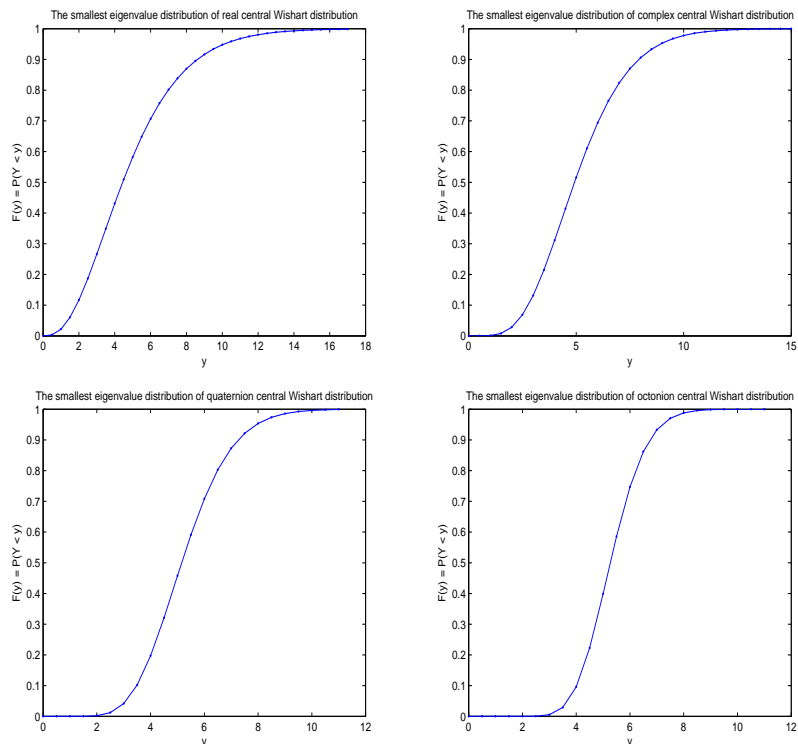 The smallest eigenvalue distribution of real central Wishart distribution
1
0.9
0.8
0.7
0.6
0.5
0.4
0.3
0.2
0.1
0
F(y) = P(Y < y)
0 2 4 6 8 10 12 14 16 18
y
The smallest eigenvalue distribution of complex central Wishart distribution
1
0.9
0.8
0.7
0.6
0.5
0.4
0.3
0.2
0.1
0
F(y) = P(Y < y)
0 5 10 15
y
The smallest eigenvalue distribution of quaternion central Wishart distribution
1
0.9
0.8
0.7
0.6
0.5
0.4
0.3
0.2
0.1
0
F(y) = P(Y < y)
0 2 4 6 8 10 12
y
The smallest eigenvalue distribution of octonion central Wishart distribution
1
0.9
0.8
0.7
0.6
0.5
0.4
0.3
0.2
0.1
0
F(y) = P(Y < y)
0 2 4 6 8 10 12
y